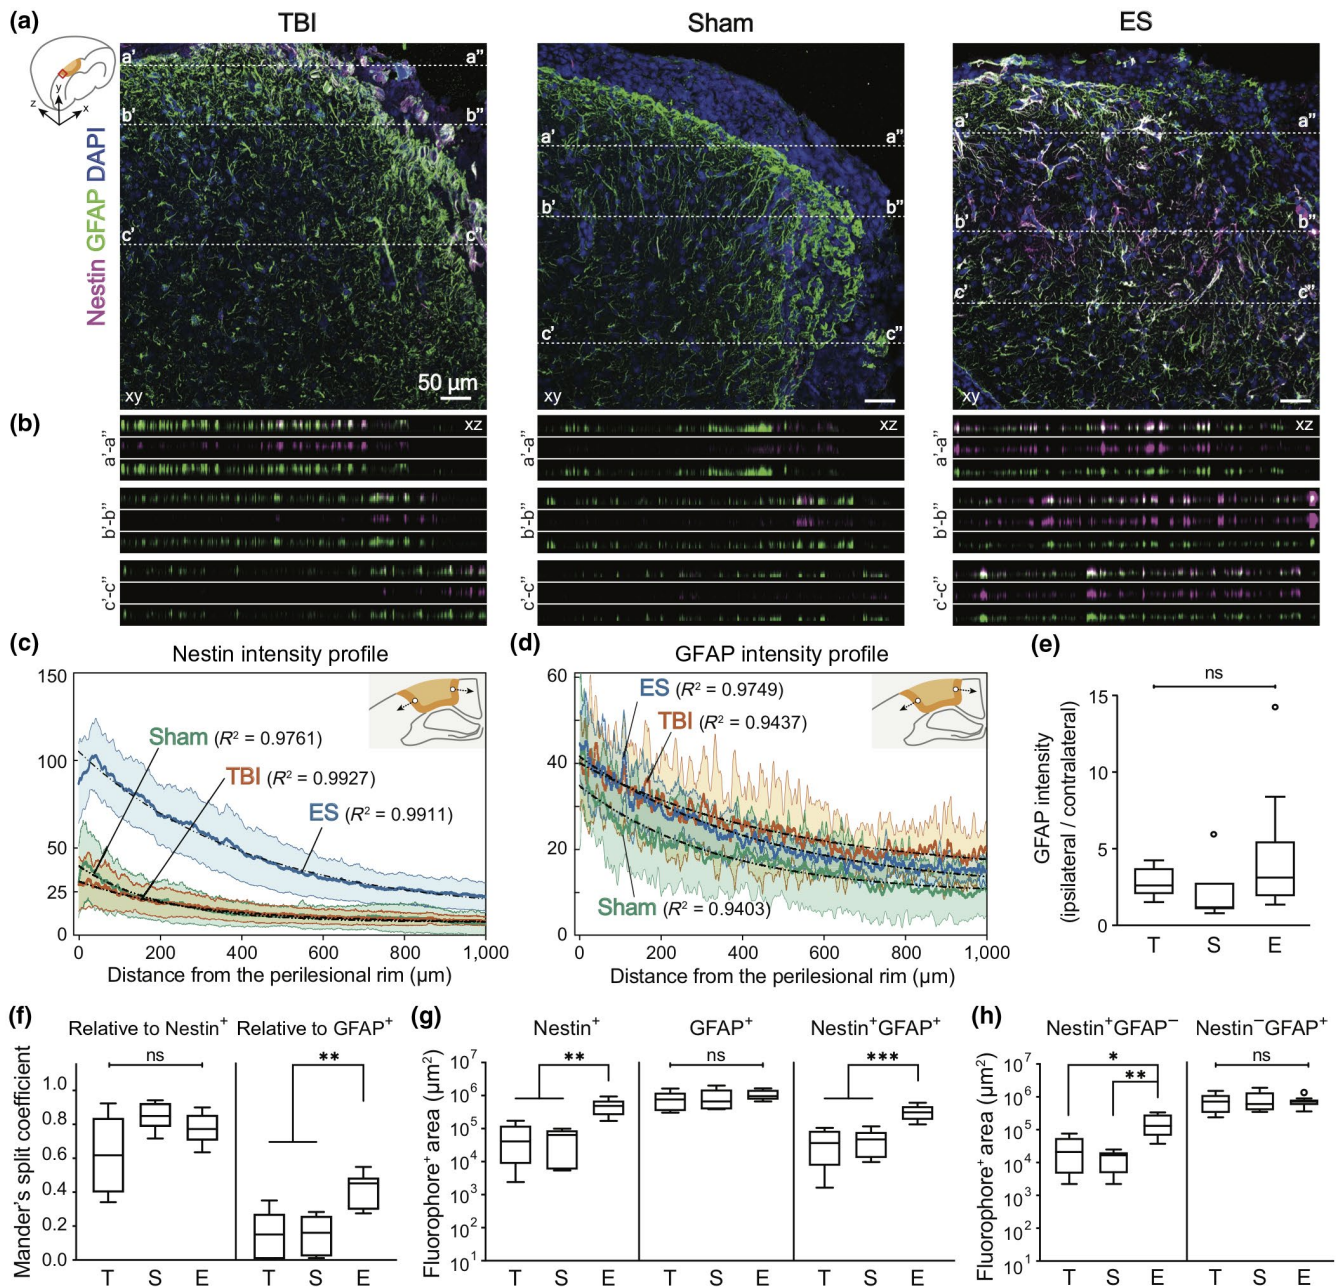 (a)
TBI
Sham
ES
z
y
x
Nestin GFAP DAPI
a’
a”
b’
b”
c’
c”
50 µm
xy
a’
a”
b’
b”
c’
c”
xy
a’
a”
b’
b”
c’
c”
xy
(b)
a’-a”
b’-b”
c’-c”
xz
a’-a”
b’-b”
c’-c”
xz
a’-a”
b’-b”
c’-c”
xz
(c)
Nestin intensity profile
150
100
50
25
0
Sham (R² = 0.9761)
TBI (R² = 0.9927)
ES (R² = 0.9911)
0 200 400 600 800 1,000
Distance from the perilesional rim (µm)
(d)
GFAP intensity profile
60
40
20
0
ES (R² = 0.9749)
TBI (R² = 0.9437)
Sham (R² = 0.9403)
0 200 400 600 800 1,000
Distance from the perilesional rim (µm)
(e)
GFAP intensity
(ipsilateral / contralateral)
ns
15
10
5
0
T S E
(f)
Relative to Nestin⁺
Relative to GFAP⁺
Mander’s split coefficient
ns
**
1.0
0.8
0.6
0.4
0.2
0.0
T S E
T S E
(g)
Nestin⁺
GFAP⁺
Nestin⁺GFAP⁺
Fluorophore⁺ area (µm²)
**
ns
***
10⁷
10⁶
10⁵
10⁴
10³
10²
10¹
T S E
T S E
T S E
(h)
Nestin⁺GFAP⁻
Nestin⁻GFAP⁺
Fluorophore⁺ area (µm²)
*
**
ns
10⁷
10⁶
10⁵
10⁴
10³
10²
10¹
T S E
T S E